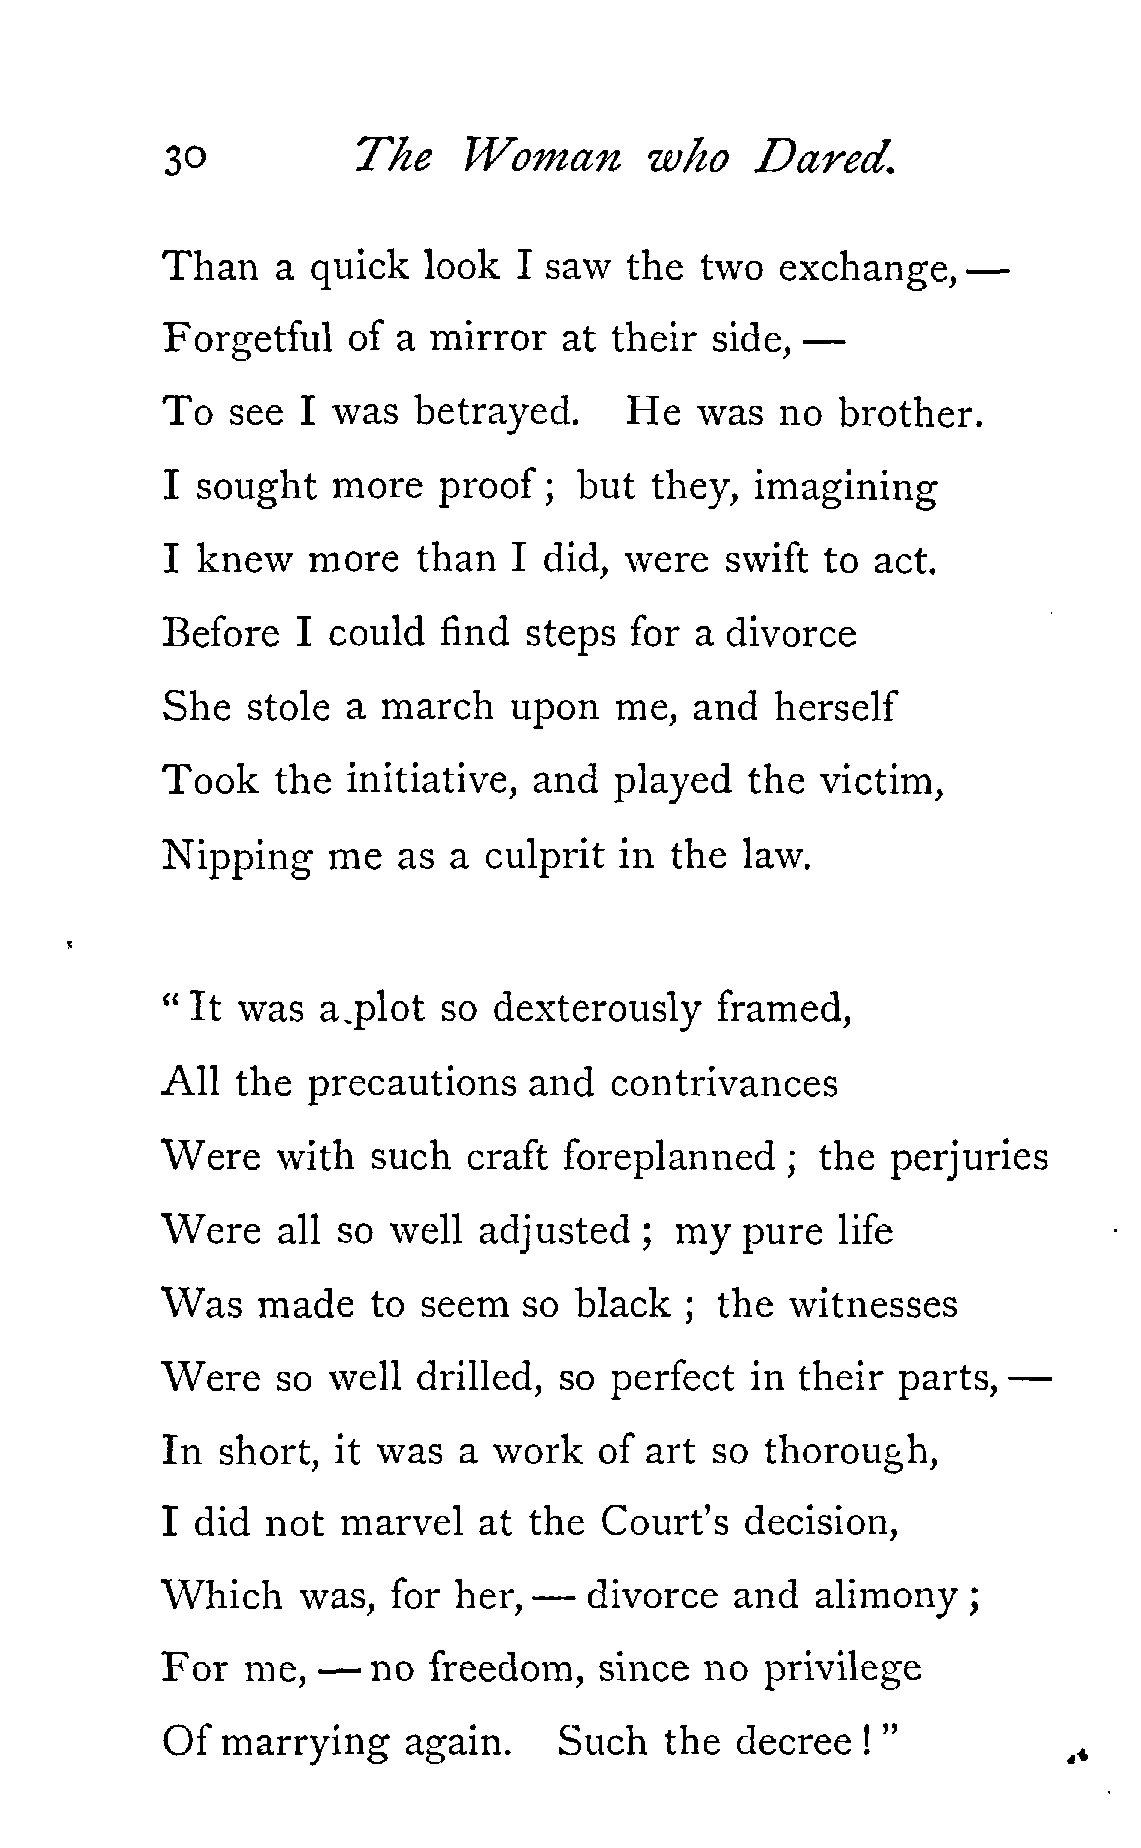 30 The Woman who Dared.
Than a quick look I saw the two exchange,—
Forgetful of a mirror at their side,—
To see I was betrayed. He was no brother.
I sought more proof; but they, imagining
I knew more than I did, were swift to act.
Before I could find steps for a divorce
She stole a march upon me, and herself
Took the initiative, and played the victim,
Nipping me as a culprit in the law.
“It was a plot so dexterously framed,
All the precautions and contrivances
Were with such craft foreplanned; the perjuries
Were all so well adjusted; my pure life
Was made to seem so black; the witnesses
Were so well drilled, so perfect in their parts,—
In short, it was a work of art so thorough,
I did not marvel at the Court's decision,
Which was, for her,—divorce and alimony;
For me,—no freedom, since no privilege
Of marrying again. Such the decree!”